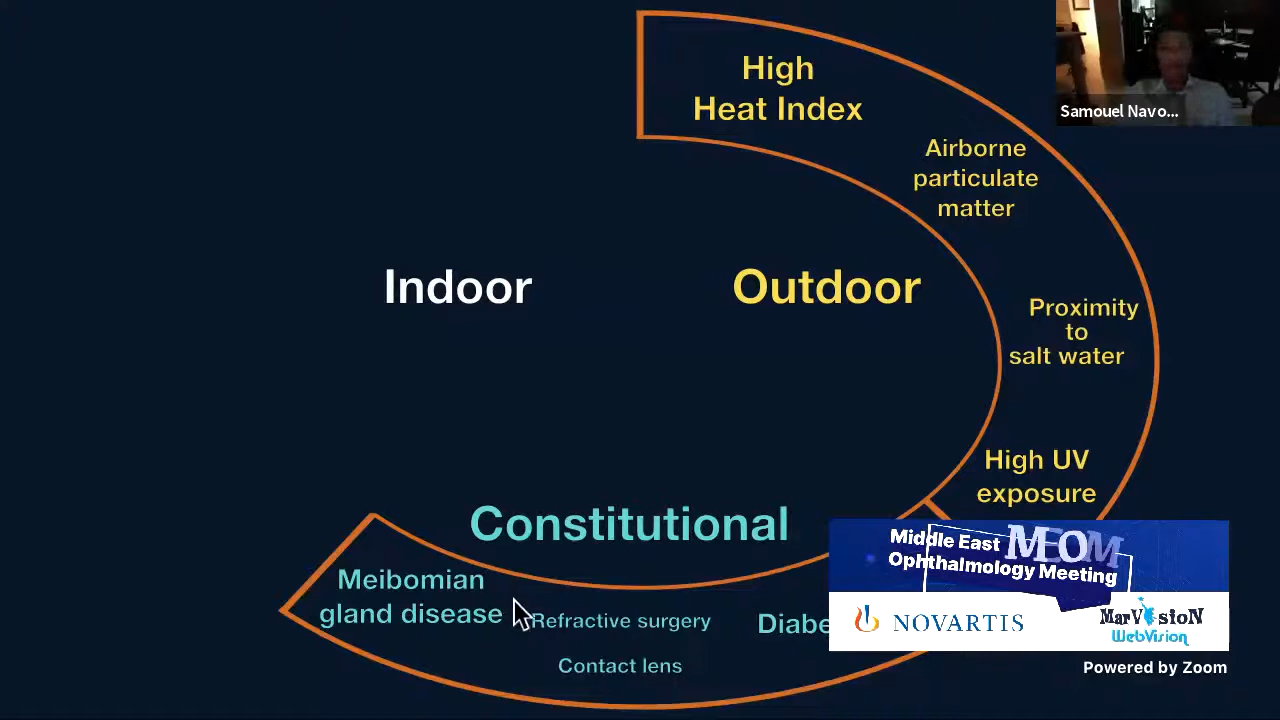 High
Heat Index
Samouel Navo...
Airborne
particulate
matter
Indoor
Outdoor
Proximity
to
salt water
High UV
exposure
Constitutional
Middle East MEOM
Ophthalmology Meeting
Meibomian
gland disease
Refractive surgery
Diabe
Contact lens
NOVARTIS
MarVisioN
WebVision
Powered by Zoom